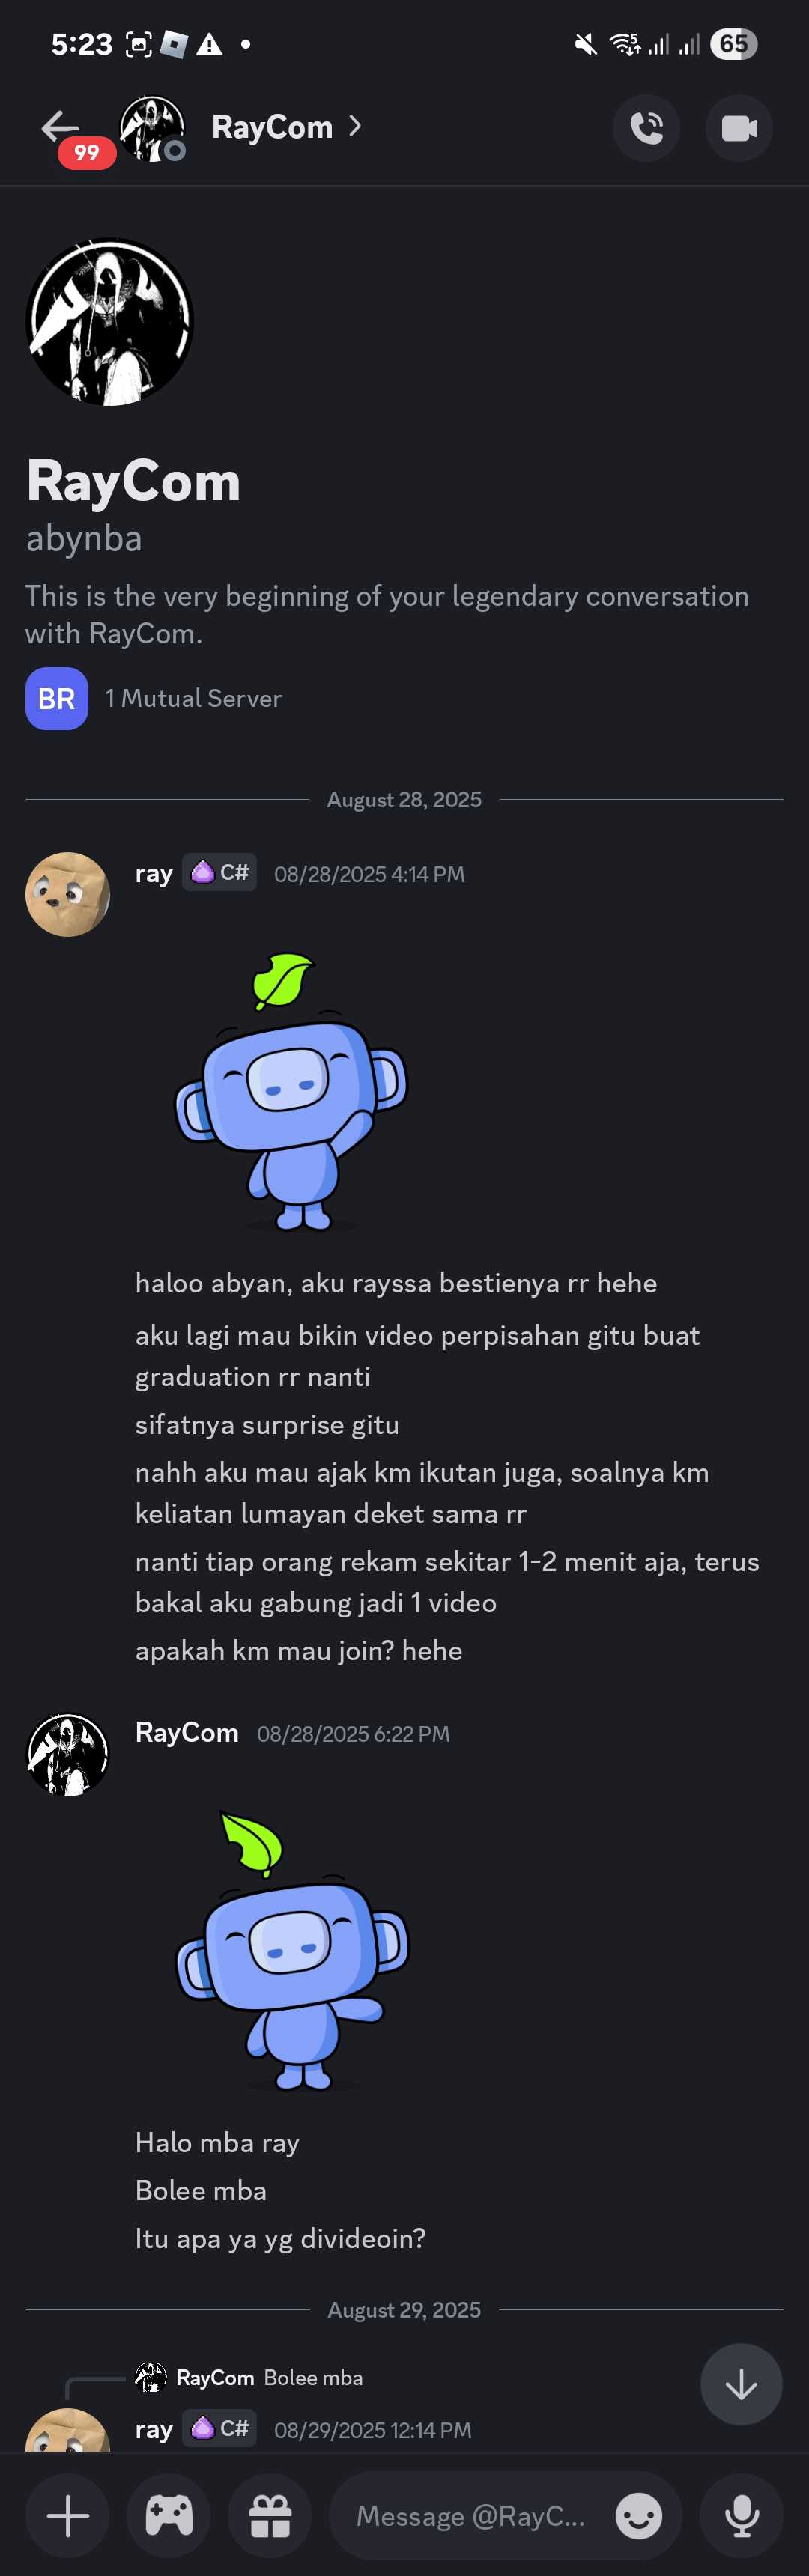 5:23
5
65
99
RayCom
RayCom
abynba
This is the very beginning of your legendary conversation
with RayCom.
BR 1 Mutual Server
August 28, 2025
ray C# 08/28/2025 4:14 PM
haloo abyan, aku rayssa bestienya rr hehe
aku lagi mau bikin video perpisahan gitu buat
graduation rr nanti
sifatnya surprise gitu
nahh aku mau ajak km ikutan juga, soalnya km
keliatan lumayan deket sama rr
nanti tiap orang rekam sekitar 1-2 menit aja, terus
bakal aku gabung jadi 1 video
apakah km mau join? hehe
RayCom 08/28/2025 6:22 PM
Halo mba ray
Bolee mba
Itu apa ya yg divideoin?
August 29, 2025
RayCom Bolee mba
ray C# 08/29/2025 12:14 PM
Message @RayC...